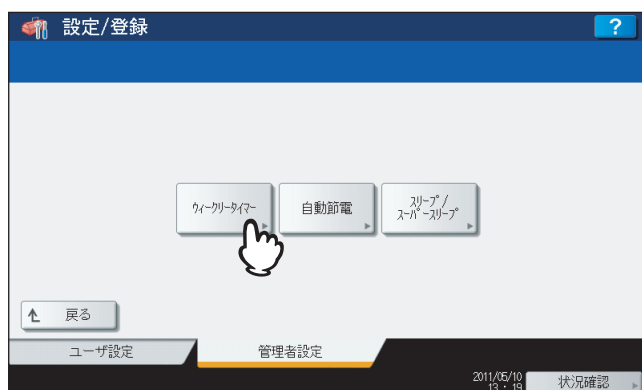 設定/登録
?
ウィークリータイマー
自動節電
スリープ/
スーパースリープ
戻る
ユーザ設定
管理者設定
2011/05/10
13 : 19
状況確認